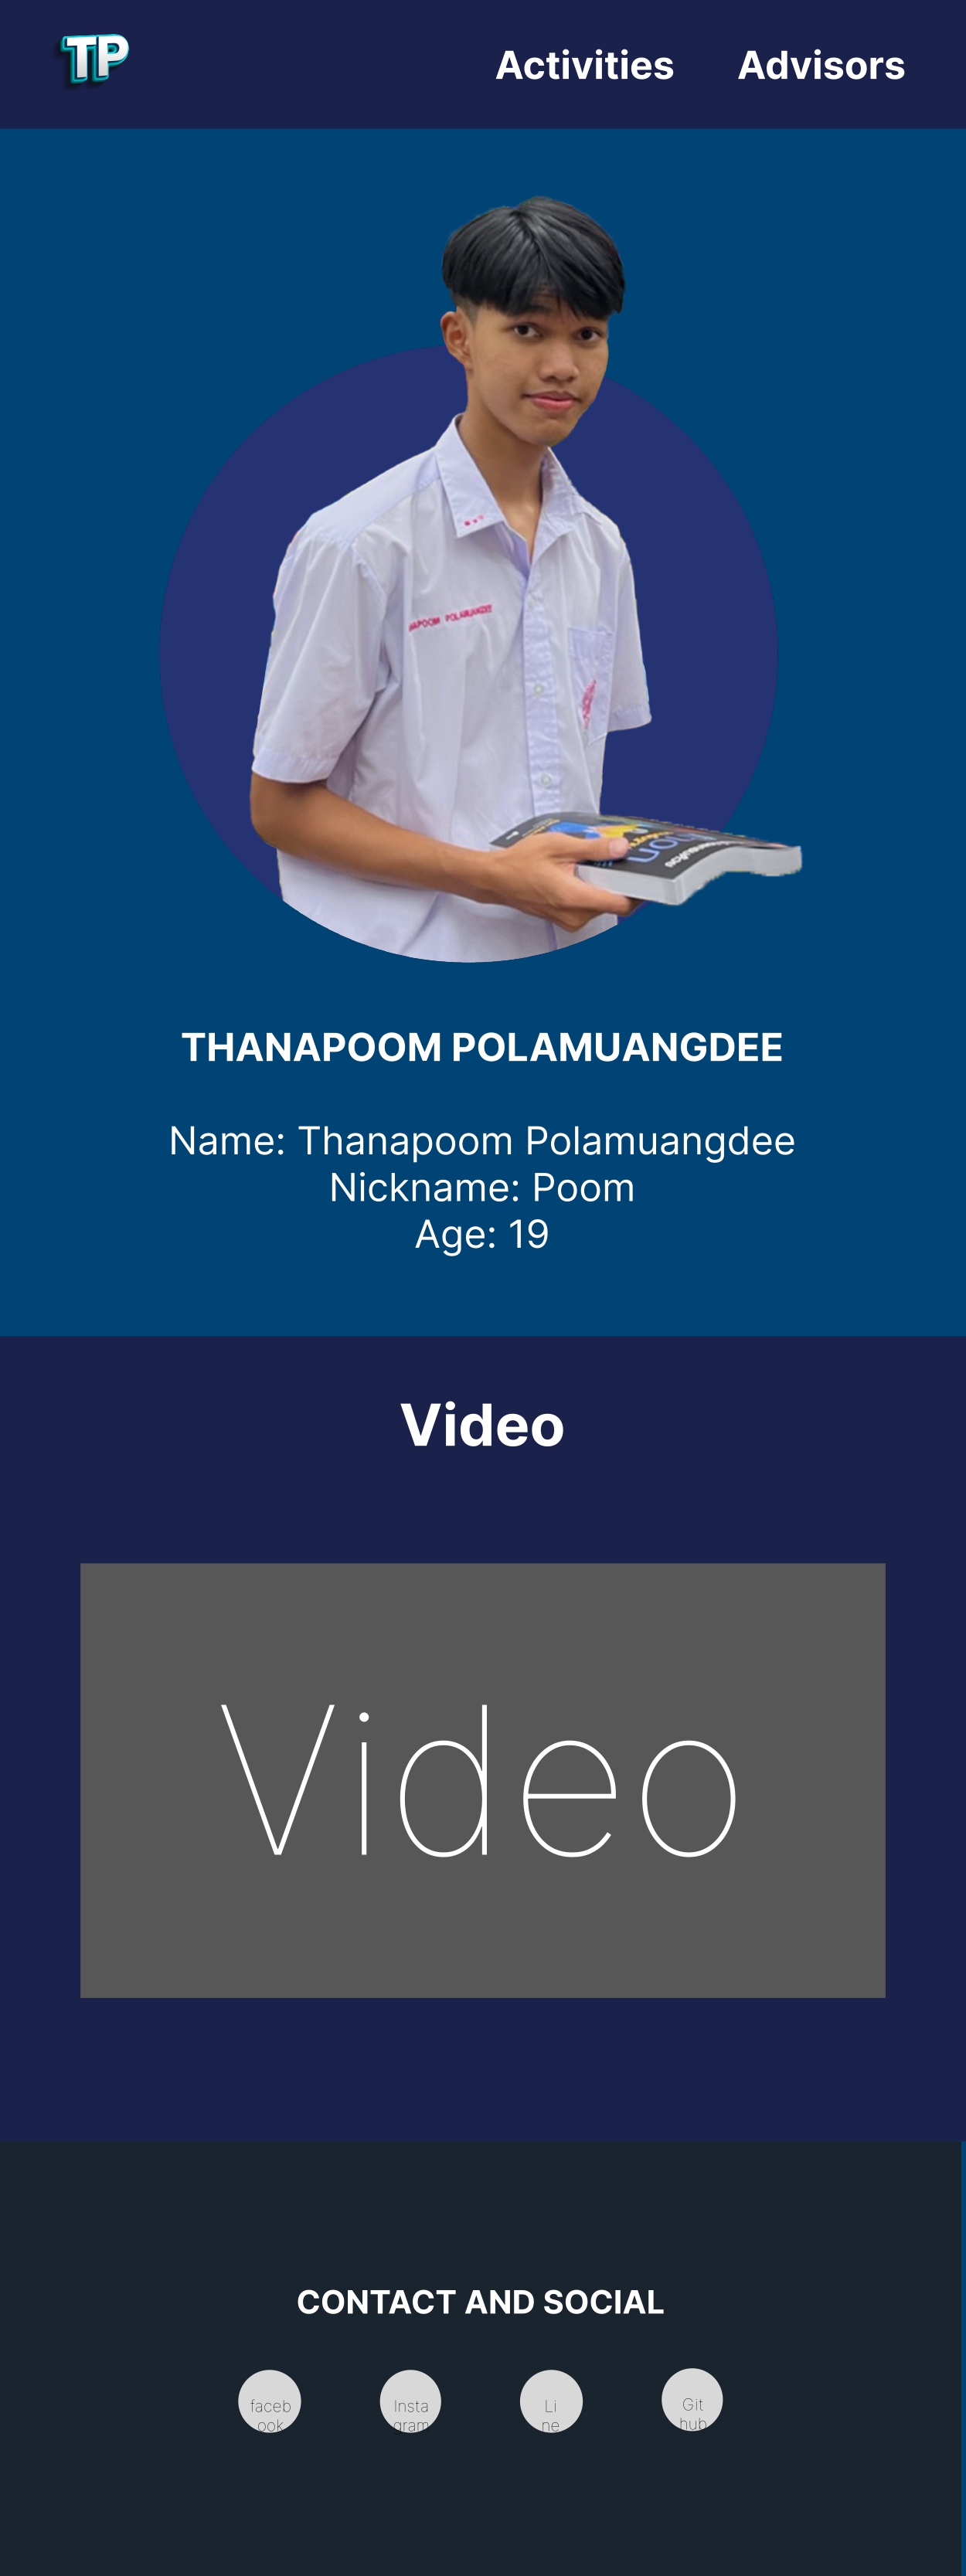 TP
Activities Advisors
POLAMUANGDEE
THANAPOOM POLAMUANGDEE
Name: Thanapoom Polamuangdee
Nickname: Poom
Age: 19
Video
Video
CONTACT AND SOCIAL
faceb Insta Li Git
ook gram ne hub